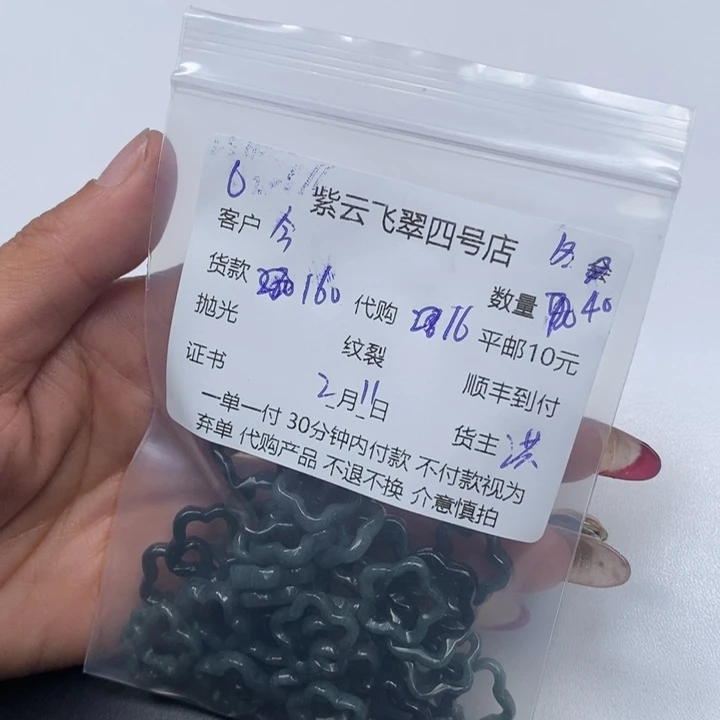 紫云飞翠四号店
客户 今
货款 160 代购 16 数量 40
抛光 纹裂 平邮10元
证书 2月11日 顺丰到付
货主 洪
一单一付 30分钟内付款 不付款视为
弃单 代购产品 不退不换 介意慎拍